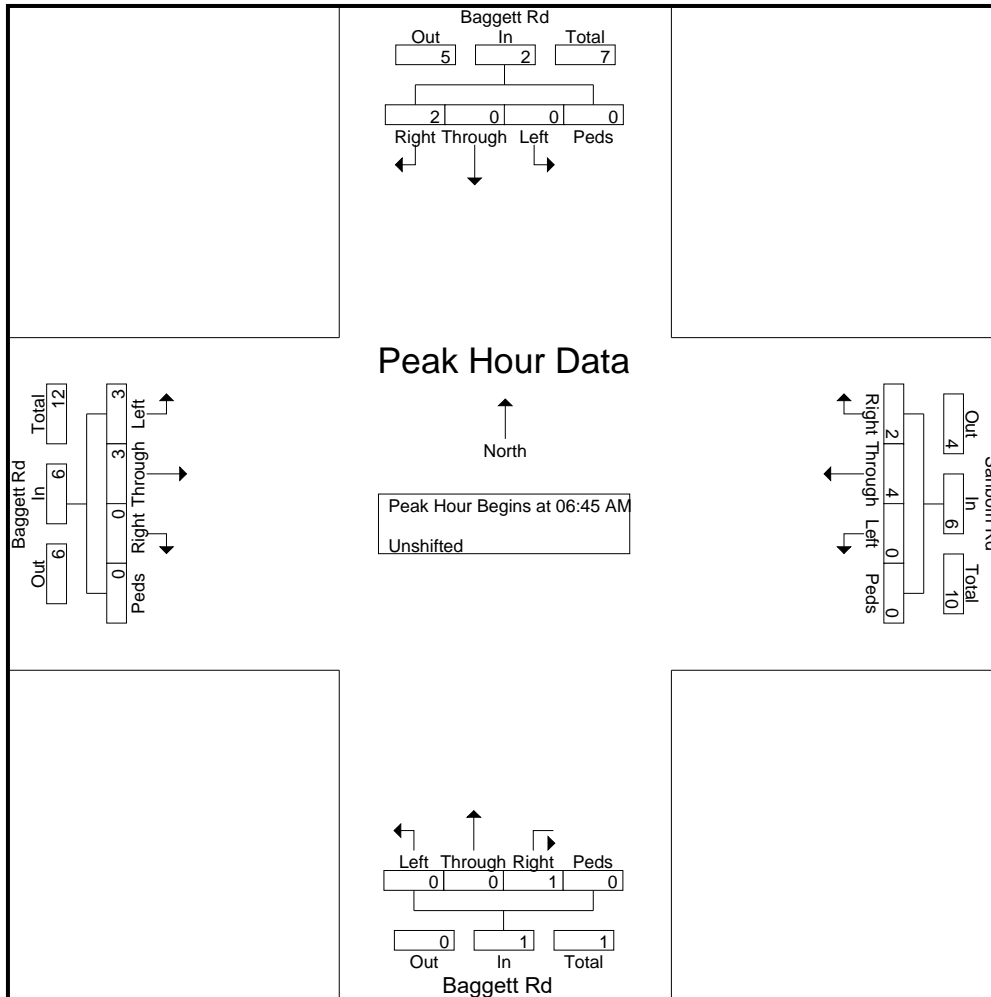 Baggett Rd
Out In Total
5 2 7
2 0 0 0
Right Through Left Peds
Peak Hour Data
North
Peak Hour Begins at 06:45 AM
Unshifted
Baggett Rd
Total In Out
12 6 6
3 3 0 0
Left Through Right Peds
Out In Total
4 6 10
Right Through Left Peds
2 4 0 0
Left Through Right Peds
0 0 1 0
0 1 1
Out In Total
Baggett Rd